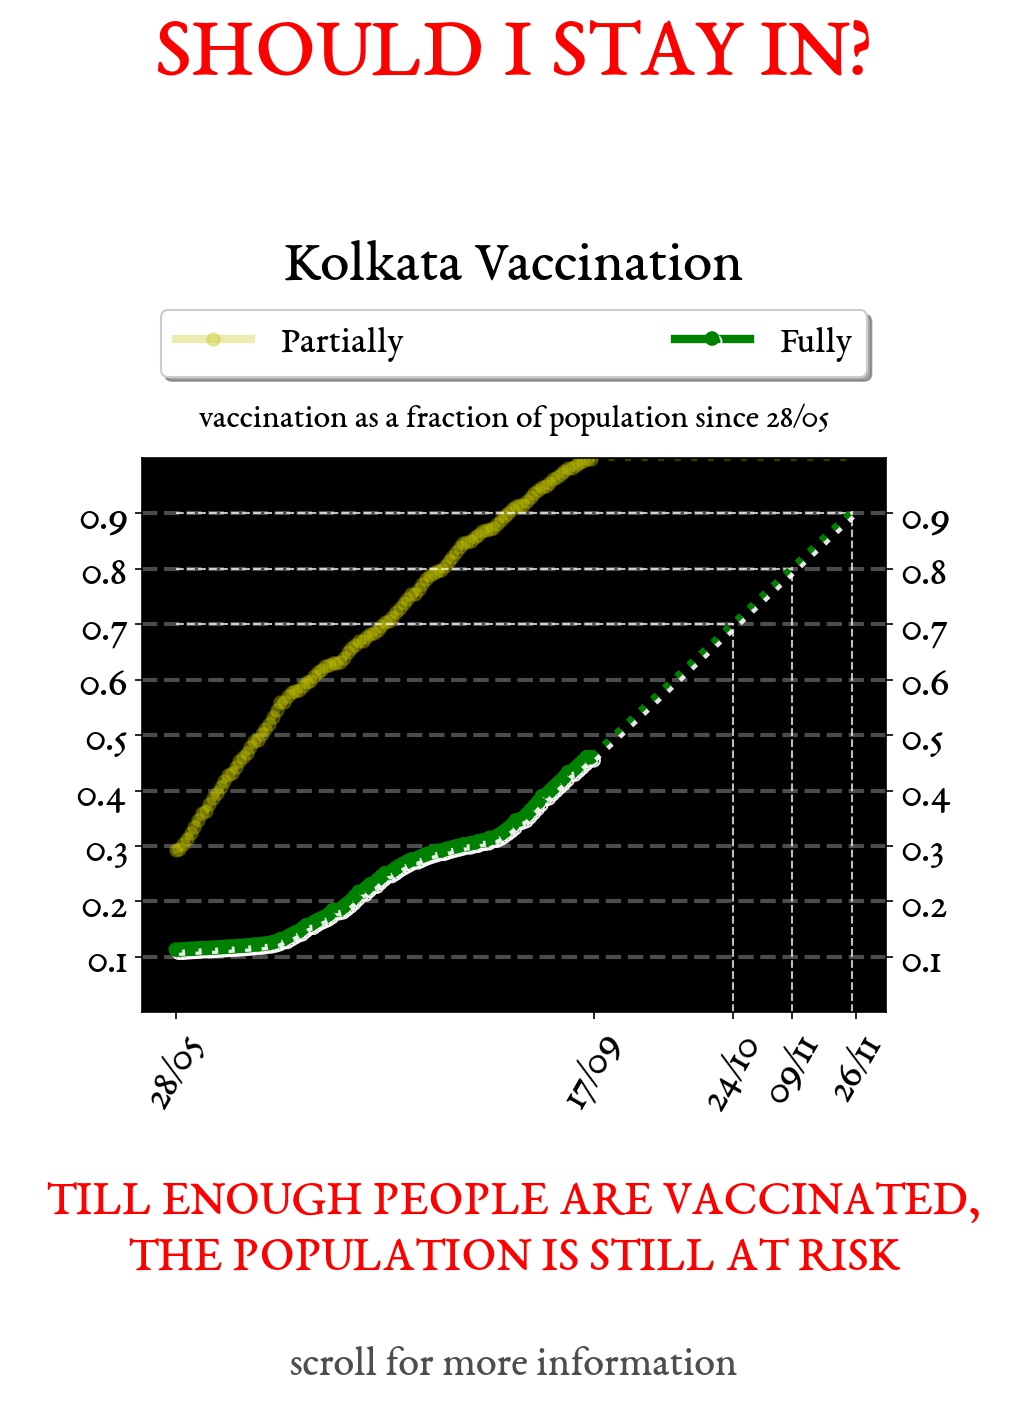 SHOULD I STAY IN?
Kolkata Vaccination
Partially Fully
vaccination as a fraction of population since 28/05
0.9 0.9
0.8 0.8
0.7 0.7
0.6 0.6
0.5 0.5
0.4 0.4
0.3 0.3
0.2 0.2
0.1 0.1
28/05 17/09 24/10 09/11 26/11
TILL ENOUGH PEOPLE ARE VACCINATED,
THE POPULATION IS STILL AT RISK
scroll for more information